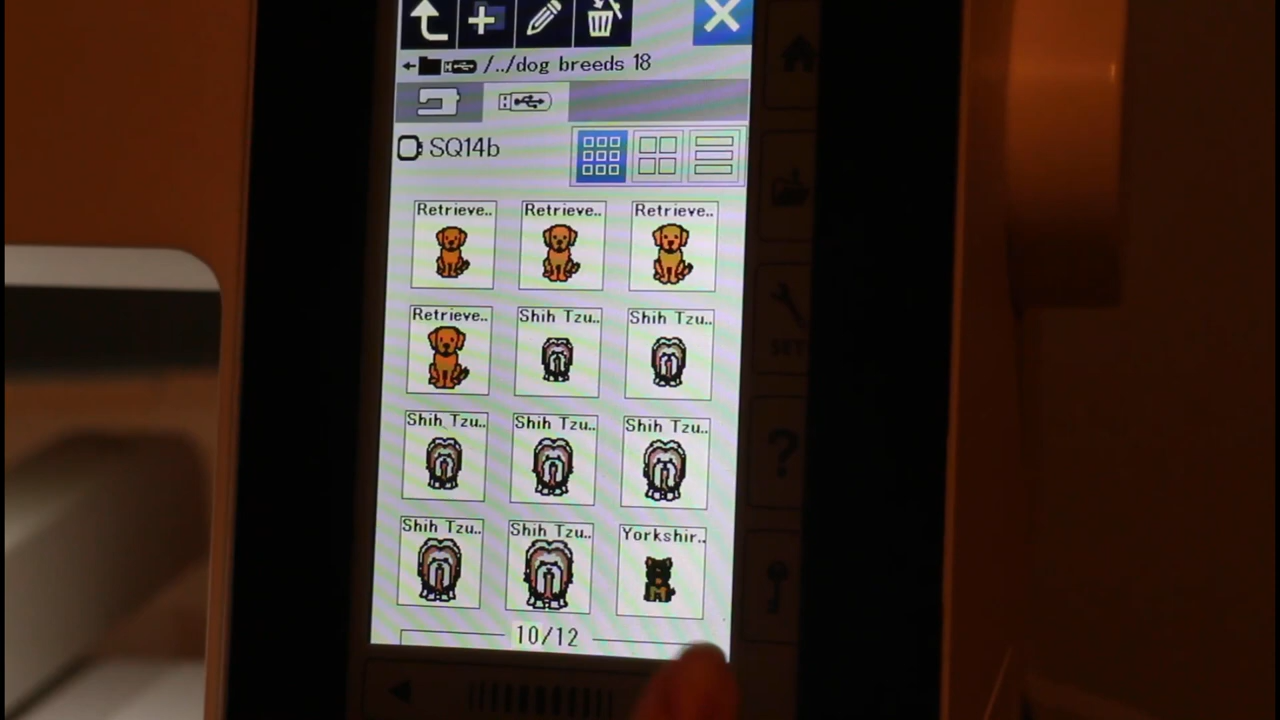 /../dog breeds 18
SQ14b
Retrieve.. Retrieve.. Retrieve..
Retrieve.. Shih Tzu.. Shih Tzu..
Shih Tzu.. Shih Tzu.. Shih Tzu..
Shih Tzu.. Shih Tzu.. Yorkshir..
10/12
SET
?